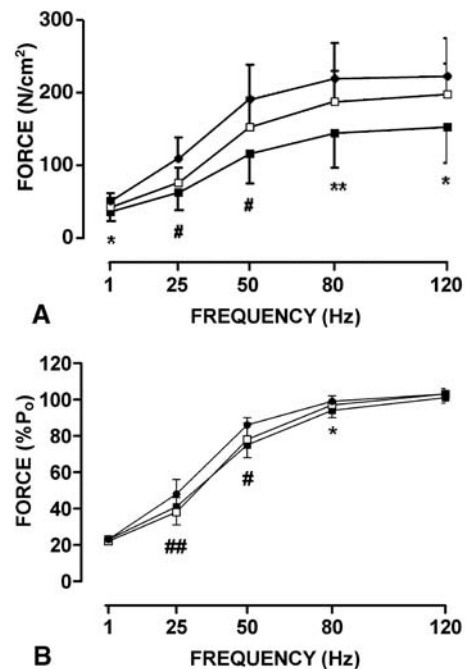 300
200
100
0
FORCE (N/cm²)
* # # ** *
1 25 50 80 120
A FREQUENCY (Hz)
120
100
80
60
40
20
0
FORCE (%Pₒ)
## # *
1 25 50 80 120
B FREQUENCY (Hz)